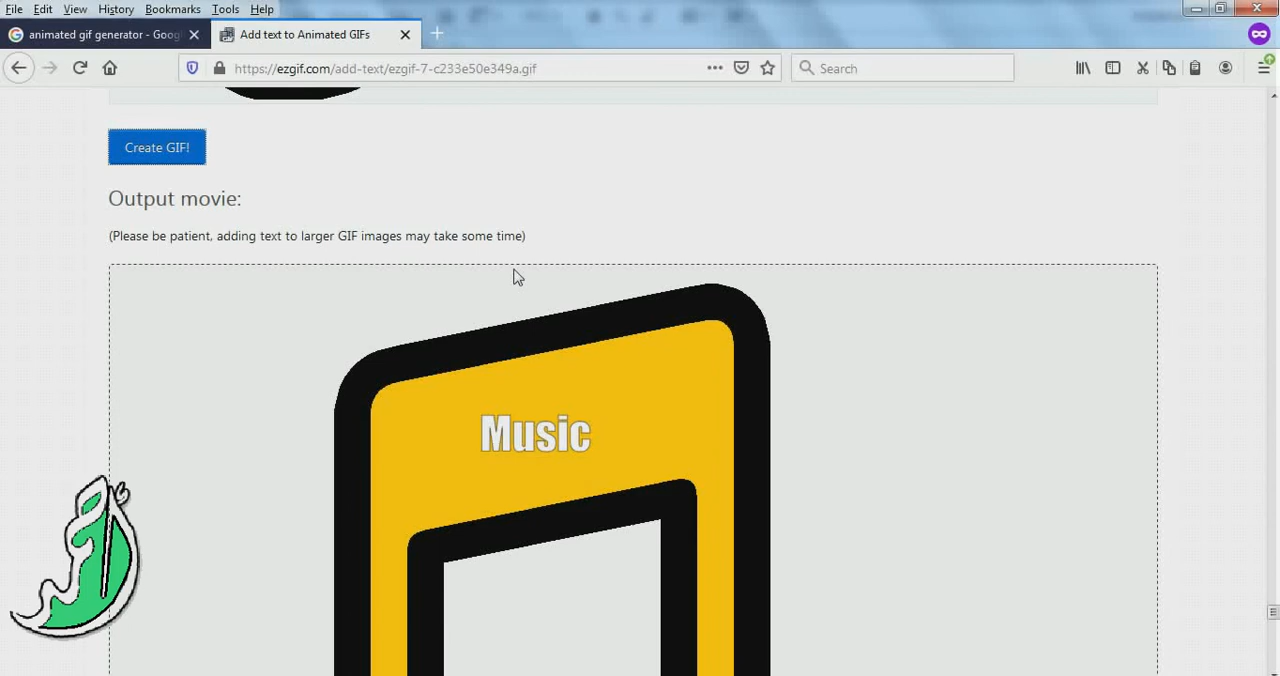 File Edit View History Bookmarks Tools Help
animated gif generator - Goog
Add text to Animated GIFs
https://ezgif.com/add-text/ezgif-7-c233e50e349a.gif
Search
Create GIF!
Output movie:
(Please be patient, adding text to larger GIF images may take some time)
Music